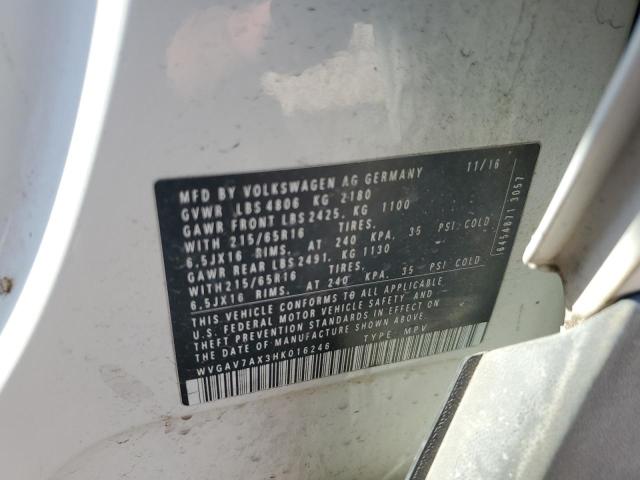 11/16
MFD BY VOLKSWAGEN AG GERMANY
GVWR LBS 4806 KG 2180
GAWR FRONT LBS 2425, KG 1100
WITH 215/65R16 TIRES.
6.5JX16 RIMS. AT 240 KPA, 35 PSI COLD
GAWR REAR LBS 2491, KG 1130
WITH 215/65R16 TIRES.
6.5JX16 RIMS. AT 240 KPA, 35 PSI COLD
THIS VEHICLE CONFORMS TO ALL APPLICABLE
U.S. FEDERAL MOTOR VEHICLE SAFETY AND
THEFT PREVENTION STANDARDS IN EFFECT ON
THE DATE OF MANUFACTURE SHOWN ABOVE.
WVGAV7AX3HK016246 TYPE: MPV
6454871 3057